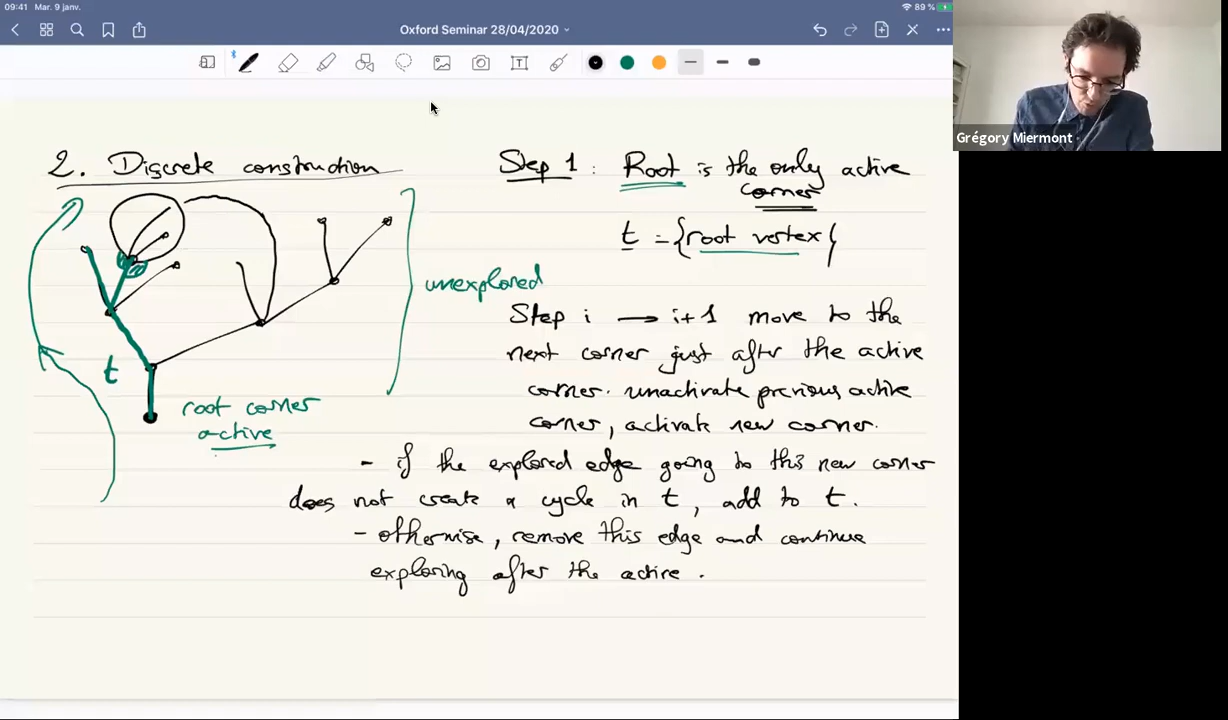 09:41 Mar. 9 janv.
89 %
Oxford Seminar 28/04/2020
Grégory Miermont
2. Discrete construction
t
root corner
active
unexplored
Step 1 : Root is the only active
corner
t = {root vertex}
Step i → i+1 move to the
next corner just after the active
corner. unactivate previous active
corner, activate new corner.
- if the explored edge going to this new corner
does not create a cycle in t, add to t.
- otherwise, remove this edge and continue
exploring after the active.